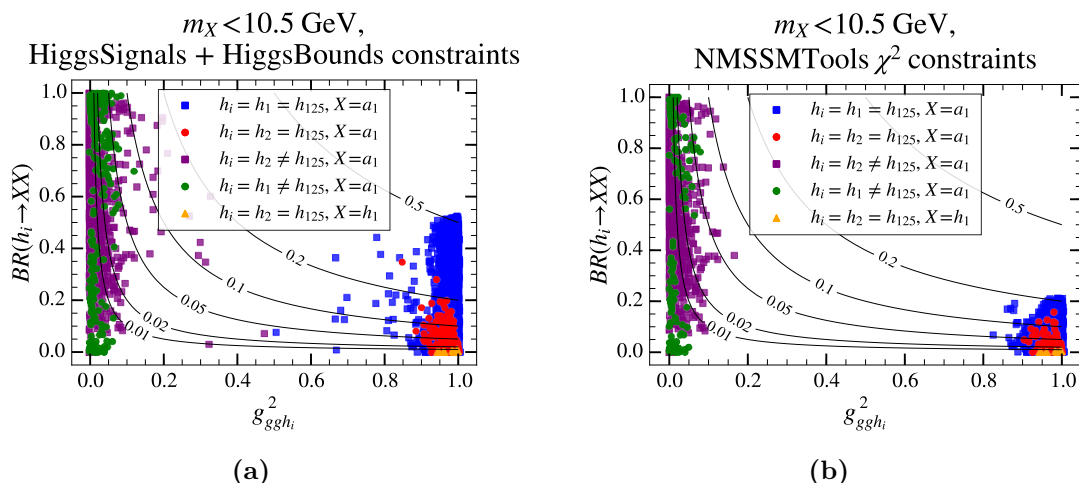 m_X < 10.5 GeV,
HiggsSignals + HiggsBounds constraints
BR(h_i→XX)
1.0
0.8
0.6
0.4
0.2
0.0
h_i = h_1 = h_125, X=a_1
h_i = h_2 = h_125, X=a_1
h_i = h_2 ≠ h_125, X=a_1
h_i = h_1 ≠ h_125, X=a_1
h_i = h_2 = h_125, X=h_1
0.5
0.2
0.1
0.05
0.02
0.01
0.0 0.2 0.4 0.6 0.8 1.0
g²_{ggh_i}
(a)
m_X < 10.5 GeV,
NMSSMTools χ² constraints
BR(h_i→XX)
1.0
0.8
0.6
0.4
0.2
0.0
h_i = h_1 = h_125, X=a_1
h_i = h_2 = h_125, X=a_1
h_i = h_2 ≠ h_125, X=a_1
h_i = h_1 ≠ h_125, X=a_1
h_i = h_2 = h_125, X=h_1
0.5
0.2
0.1
0.05
0.02
0.01
0.0 0.2 0.4 0.6 0.8 1.0
g²_{ggh_i}
(b)